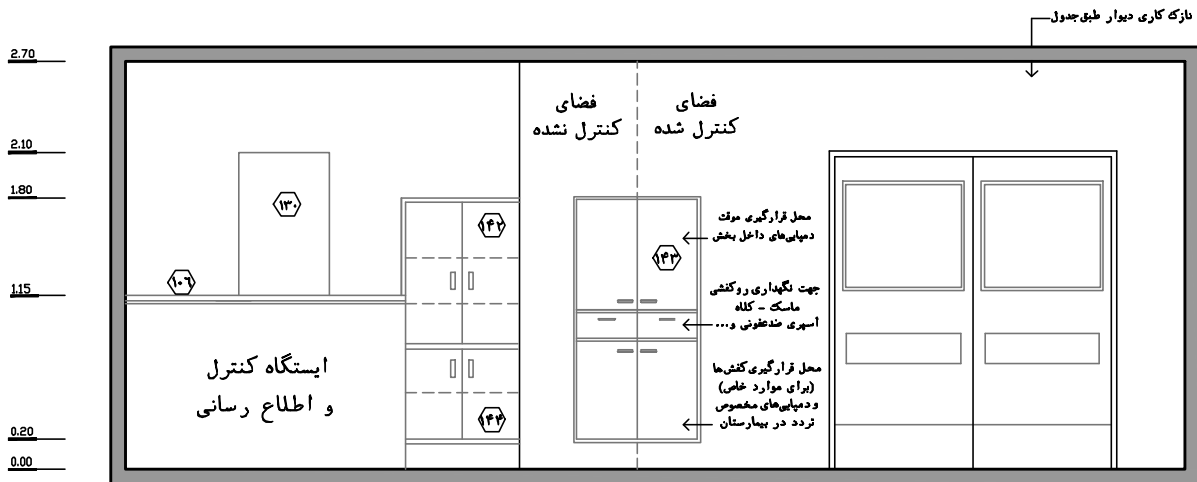 نازک کاری دیوار طبق جدول
2.70
2.10
1.80
1.15
0.20
0.00
فضای
کنترل نشده
فضای
کنترل شده
۱۳۰
۱۰۶
۱۴۲
۱۴۳
۱۴۴
محل قرارگیری موقت
دمپایی‌های داخل بخش
جهت نگهداری روکفشی
ماسک - کلاه
اسپری ضدعفونی و...
محل قرارگیری کفش‌ها
(برای موارد خاص)
و دمپایی‌های مخصوص
تردد در بیمارستان
ایستگاه کنترل
و اطلاع رسانی